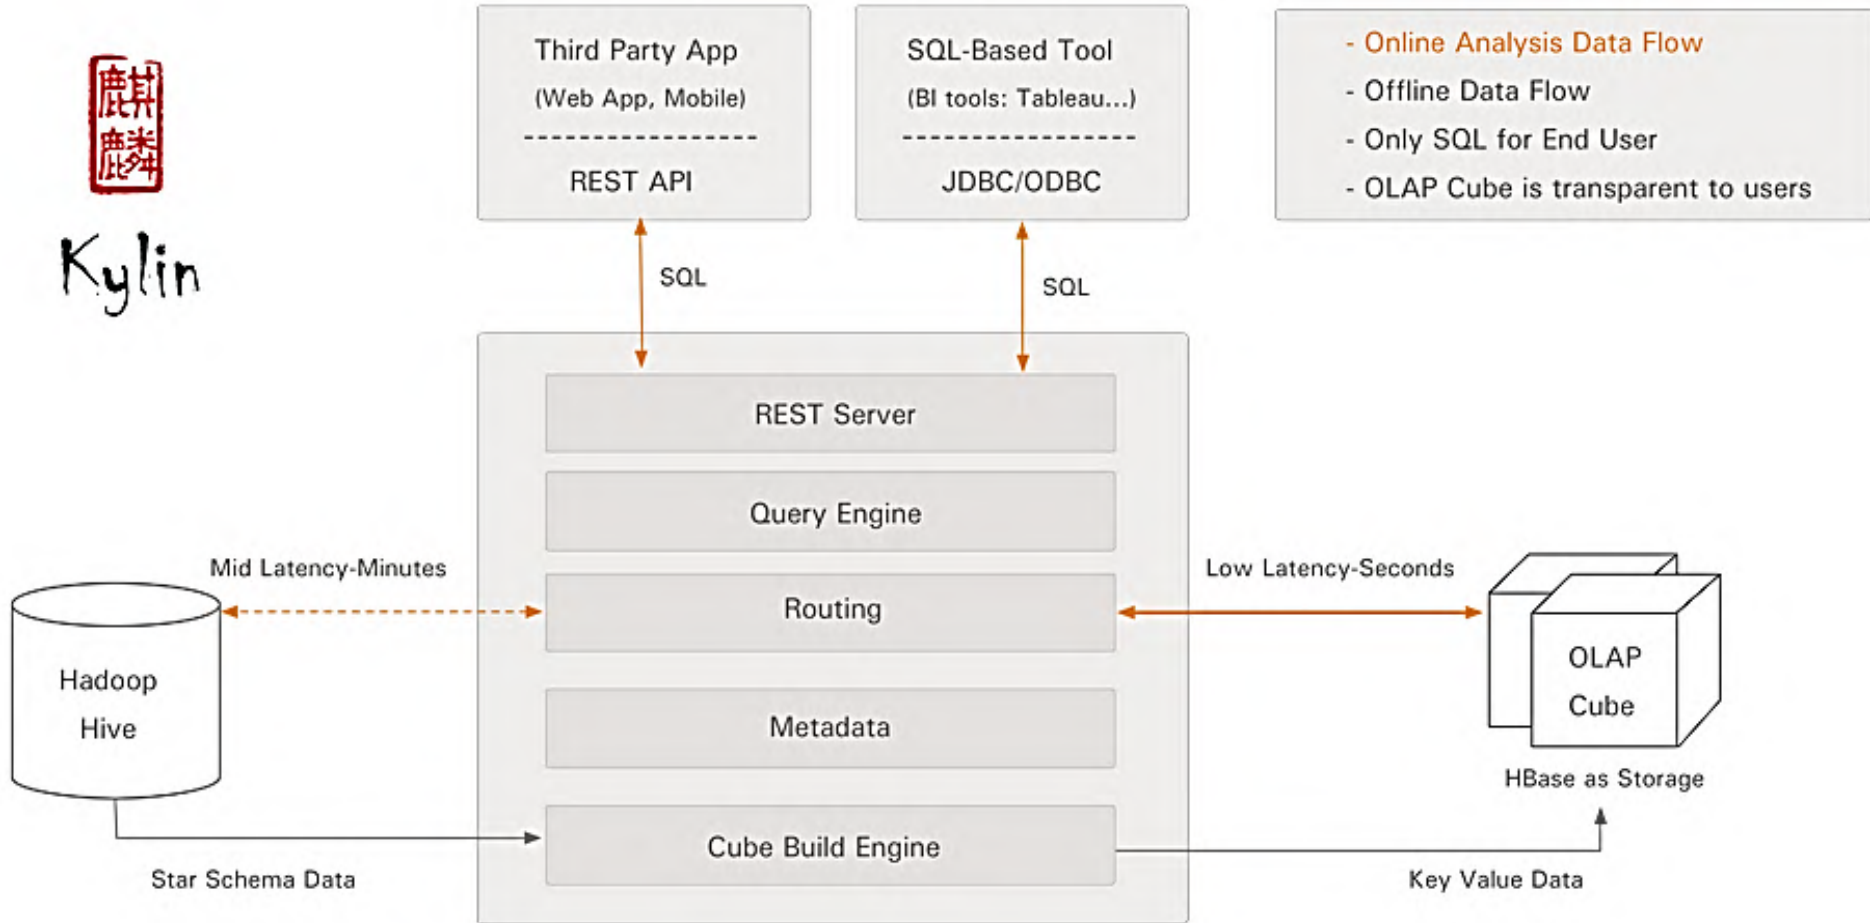 麒
麟
Kylin
Third Party App
(Web App, Mobile)
REST API
SQL-Based Tool
(BI tools: Tableau...)
JDBC/ODBC
- Online Analysis Data Flow
- Offline Data Flow
- Only SQL for End User
- OLAP Cube is transparent to users
SQL
SQL
REST Server
Query Engine
Mid Latency-Minutes
Routing
Low Latency-Seconds
Hadoop
Hive
OLAP
Cube
Metadata
HBase as Storage
Cube Build Engine
Star Schema Data
Key Value Data